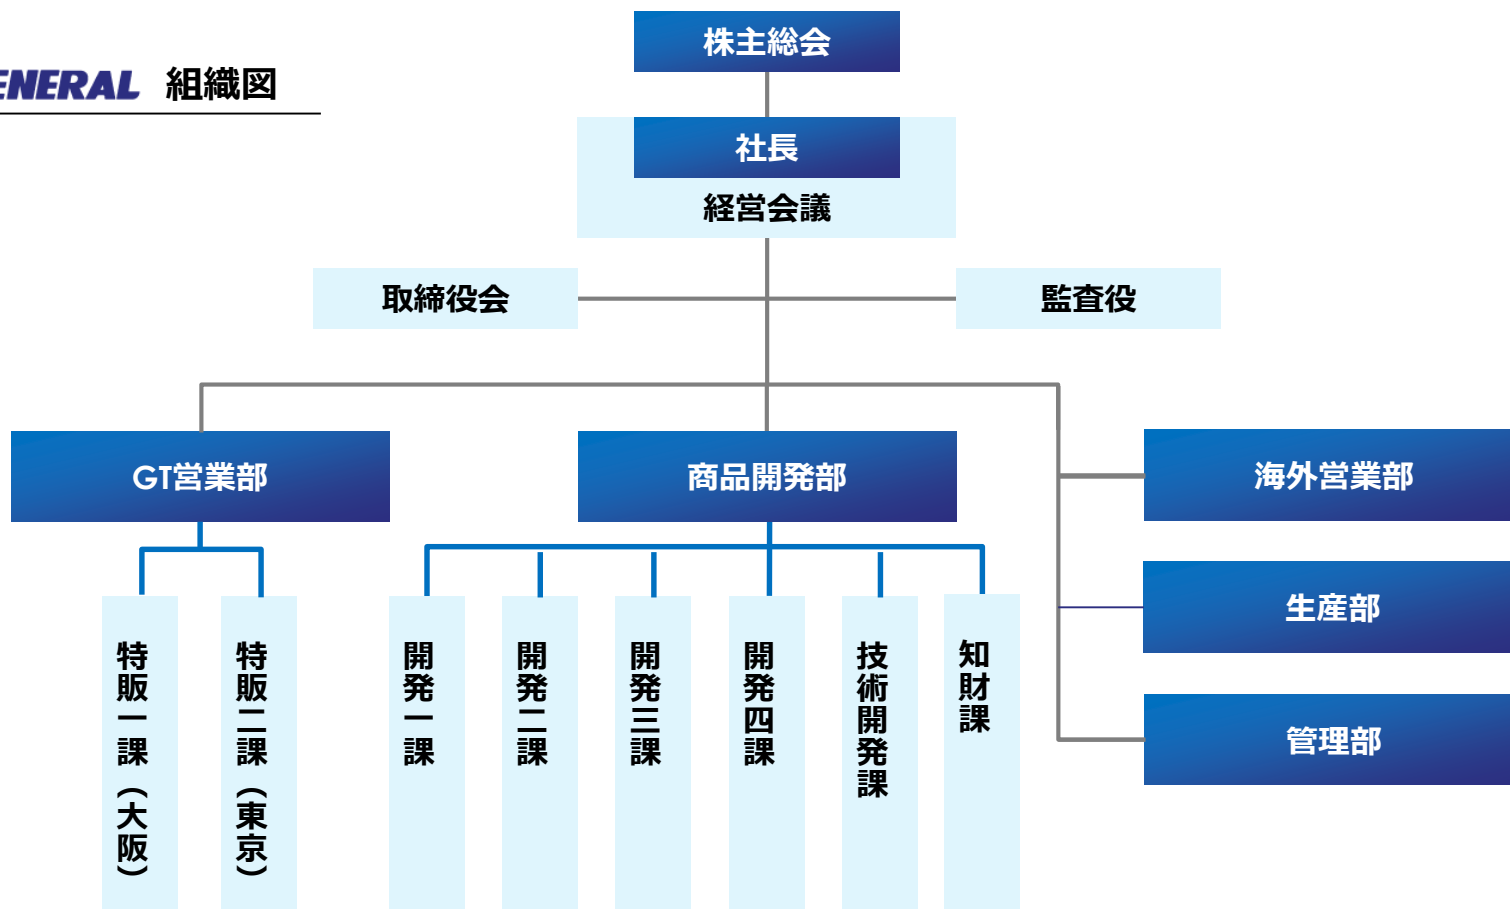 ENERAL 組織図
株主総会
社長
経営会議
取締役会
監査役
GT営業部
商品開発部
海外営業部
生産部
管理部
特販一課（大阪）
特販二課（東京）
開発一課
開発二課
開発三課
開発四課
技術開発課
知財課